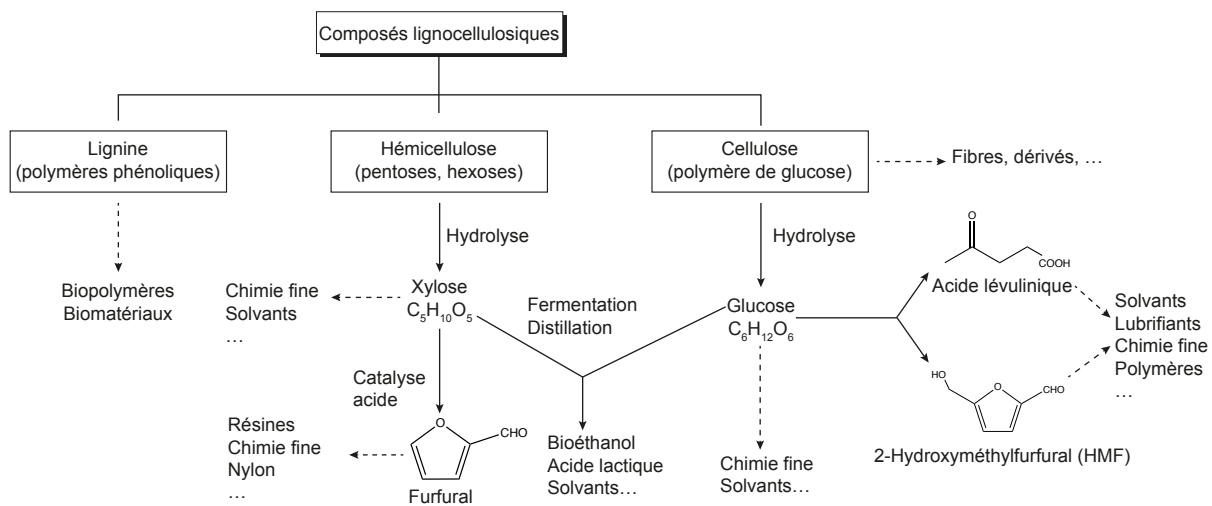 Composés lignocellulosiques
Lignine
(polymères phénoliques)
Hémicellulose
(pentoses, hexoses)
Cellulose
(polymère de glucose)
Fibres, dérivés, …
Hydrolyse
Hydrolyse
O
COOH
Acide lévulinique
Biopolymères
Biomatériaux
Chimie fine
Solvants
…
Xylose
C₅H₁₀O₅
Fermentation
Distillation
Glucose
C₆H₁₂O₆
Solvants
Lubrifiants
Chimie fine
Polymères
…
Catalyse
acide
HO
O
CHO
2-Hydroxyméthylfurfural (HMF)
Résines
Chimie fine
Nylon
…
O
CHO
Furfural
Bioéthanol
Acide lactique
Solvants…
Chimie fine
Solvants…